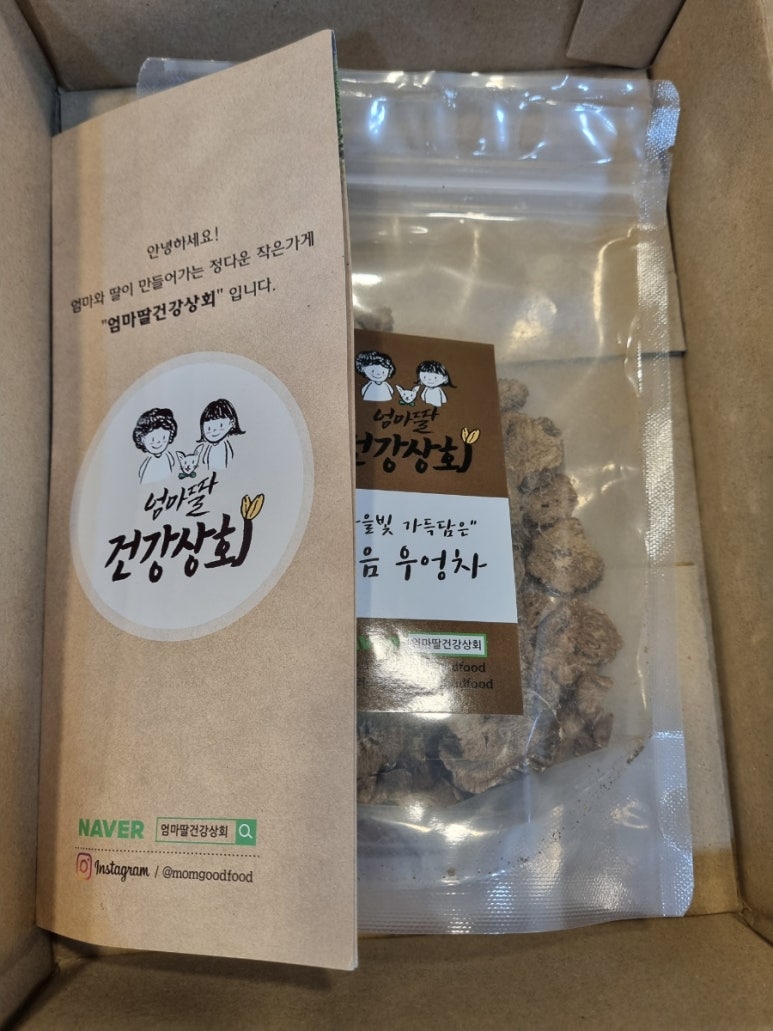 안녕하세요!
엄마와 딸이 만들어가는 정다운 작은가게
"엄마딸건강상회" 입니다.
엄마딸
건강상회
NAVER 엄마딸건강상회
Instagram / @momgoodfood
엄마딸
건강상회
가득담은"
우엉차
엄마딸건강상회